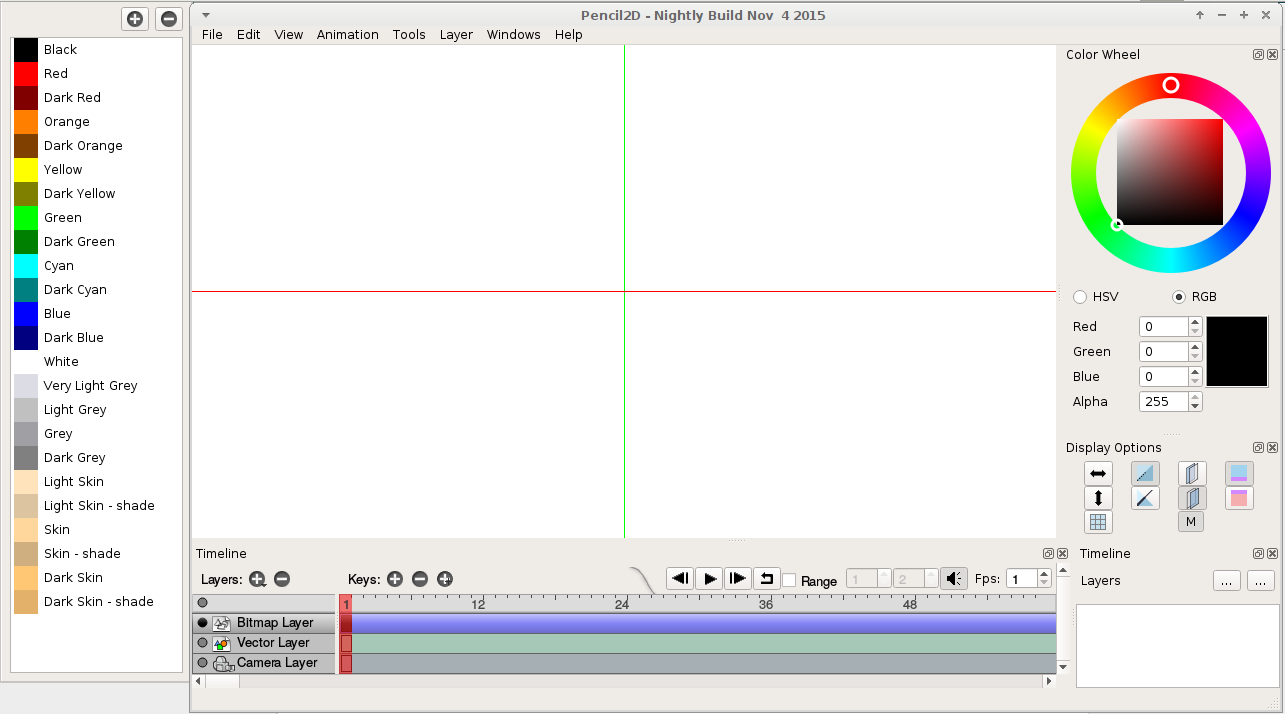 Pencil2D - Nightly Build Nov  4 2015
File Edit View Animation Tools Layer Windows Help
Black
Red
Dark Red
Orange
Dark Orange
Yellow
Dark Yellow
Green
Dark Green
Cyan
Dark Cyan
Blue
Dark Blue
White
Very Light Grey
Light Grey
Grey
Dark Grey
Light Skin
Light Skin - shade
Skin
Skin - shade
Dark Skin
Dark Skin - shade
Color Wheel
HSV RGB
Red 0
Green 0
Blue 0
Alpha 255
Display Options
M
Timeline
Layers: Keys: Range 1 2 Fps: 1
1 12 24 36 48
Bitmap Layer
Vector Layer
Camera Layer
Timeline
Layers ... ...